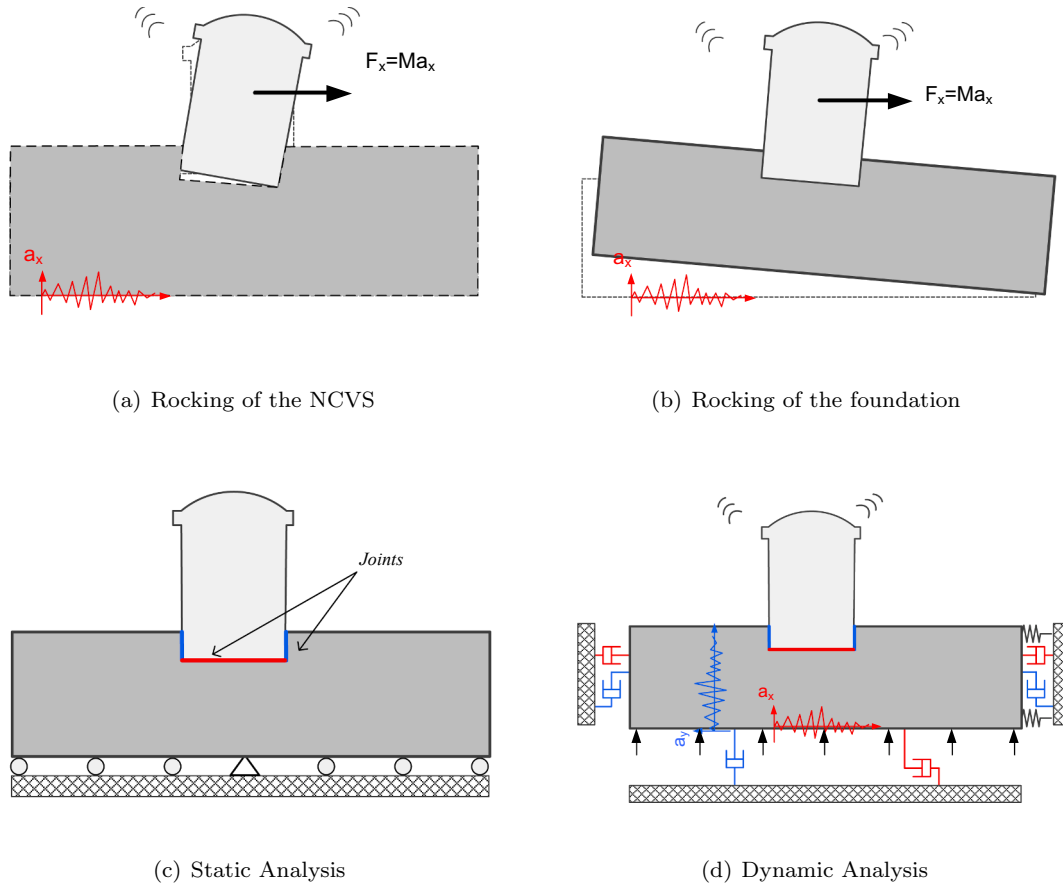 Fₓ=Maₓ
Fₓ=Maₓ
aₓ
aₓ
(a) Rocking of the NCVS
(b) Rocking of the foundation
Joints
aₓ
a_y
(c) Static Analysis
(d) Dynamic Analysis